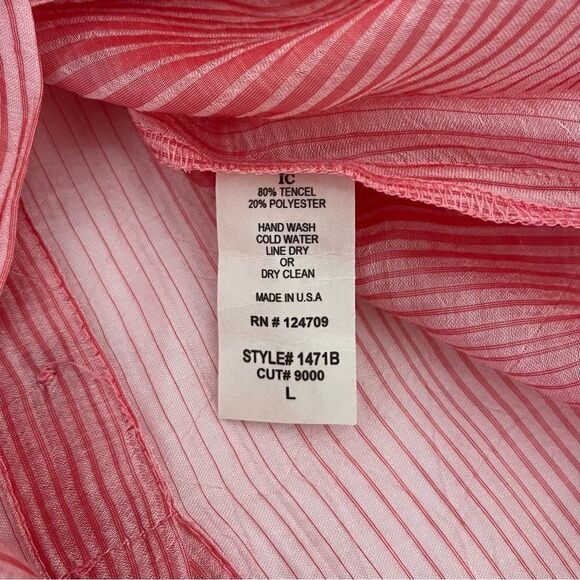 IC
80% TENCEL
20% POLYESTER
HAND WASH
COLD WATER
LINE DRY
OR
DRY CLEAN
MADE IN U.S.A
RN # 124709
STYLE# 1471B
CUT# 9000
L